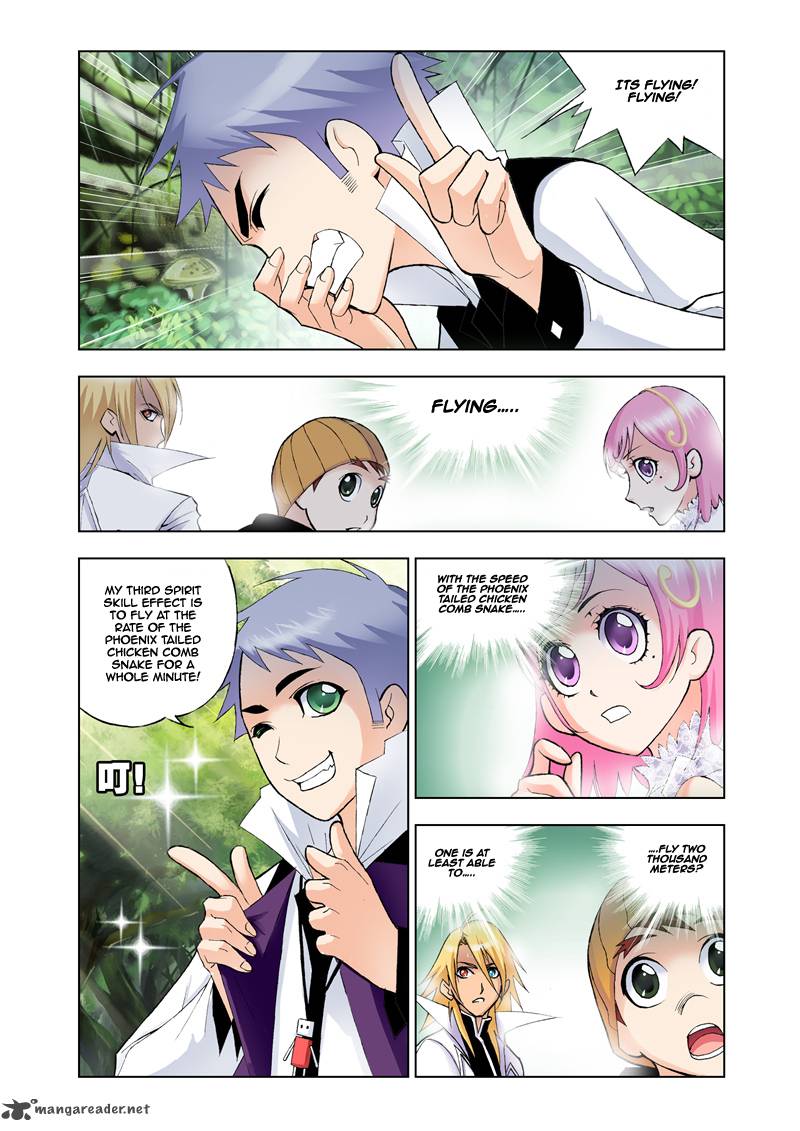 ITS FLYING!
FLYING!
FLYING.....
MY THIRD SPIRIT
SKILL EFFECT IS
TO FLY AT THE
RATE OF THE
PHOENIX TAILED
CHICKEN COMB
SNAKE FOR A
WHOLE MINUTE!
叮!
WITH THE SPEED
OF THE PHOENIX
TAILED CHICKEN
COMB SNAKE.....
ONE IS AT
LEAST ABLE
TO.....
....FLY TWO
THOUSAND
METERS?
mangareader.net